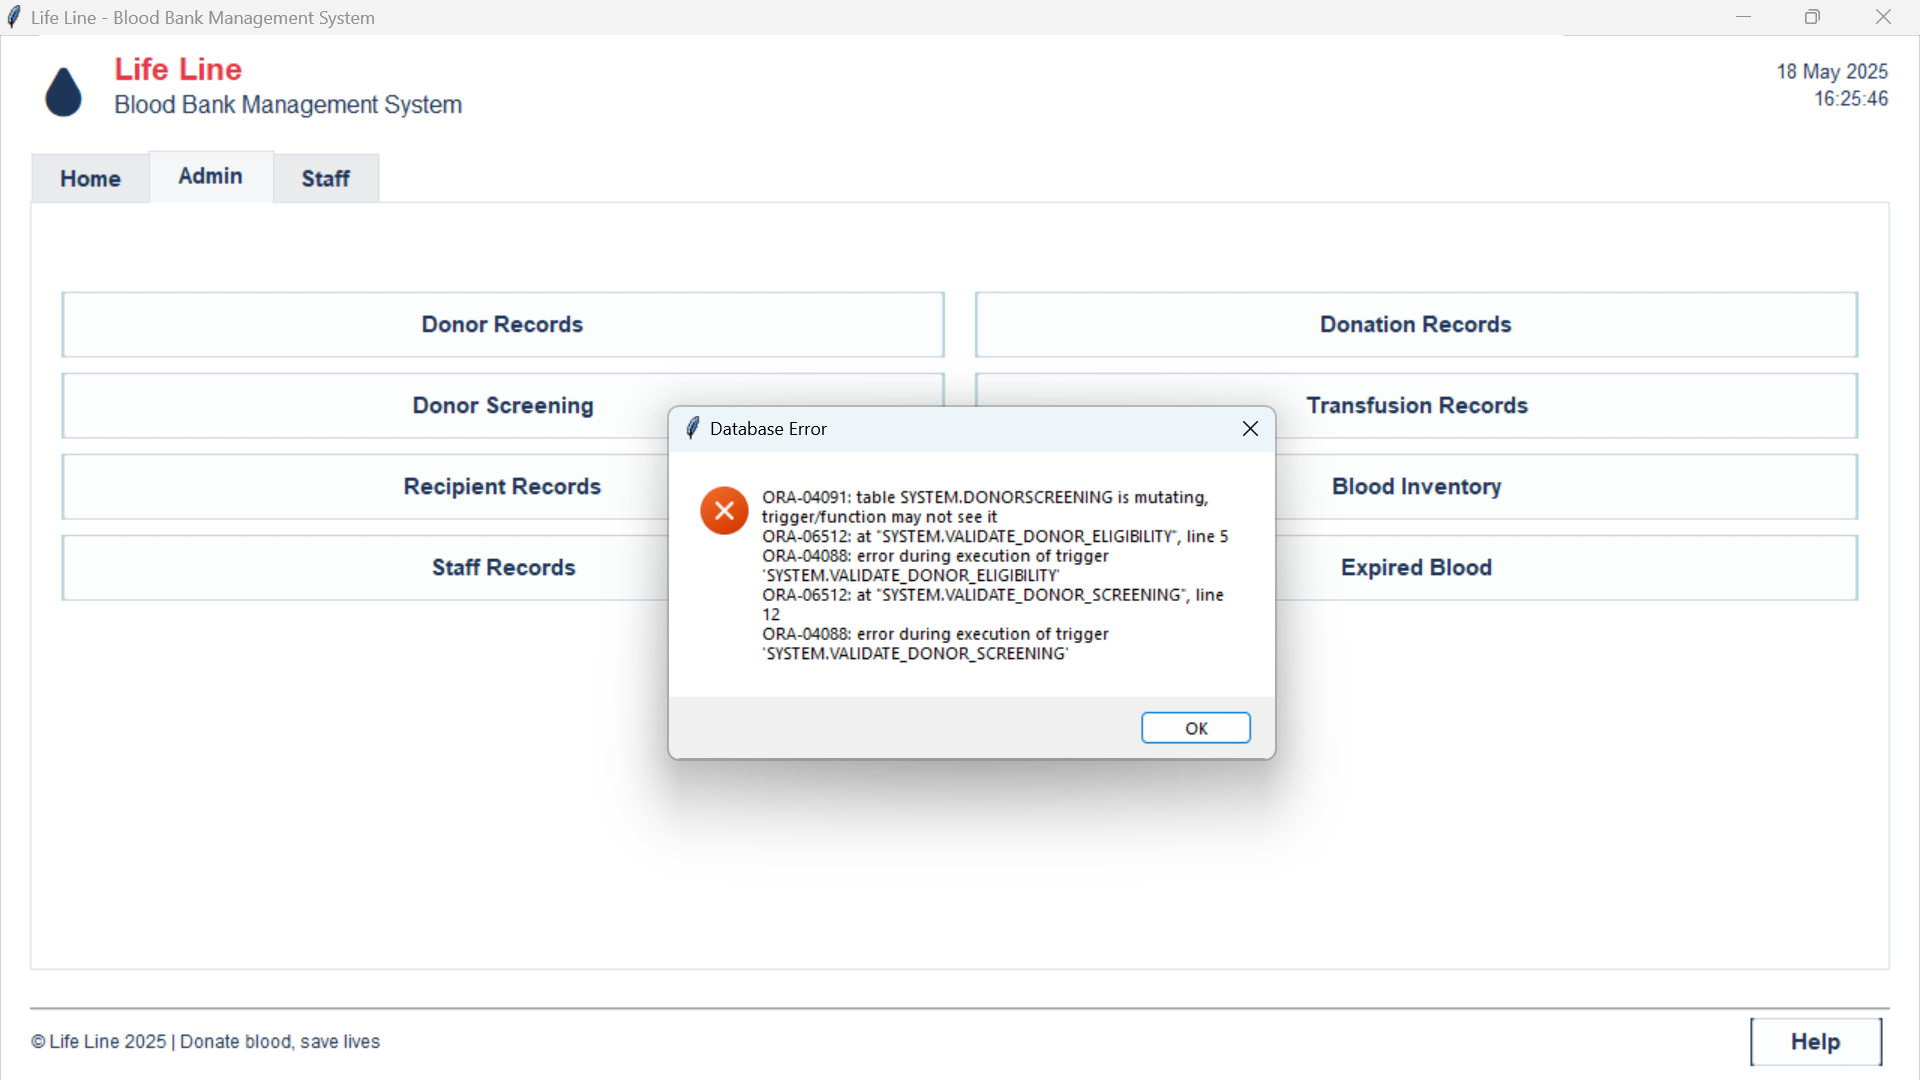 Life Line - Blood Bank Management System
Life Line
Blood Bank Management System
18 May 2025
16:25:46
Home
Admin
Staff
Donor Records
Donation Records
Donor Screening
Transfusion Records
Recipient Records
Blood Inventory
Staff Records
Expired Blood
Database Error
ORA-04091: table SYSTEM.DONORSCREENING is mutating,
trigger/function may not see it
ORA-06512: at "SYSTEM.VALIDATE_DONOR_ELIGIBILITY", line 5
ORA-04088: error during execution of trigger
'SYSTEM.VALIDATE_DONOR_ELIGIBILITY'
ORA-06512: at "SYSTEM.VALIDATE_DONOR_SCREENING", line
12
ORA-04088: error during execution of trigger
'SYSTEM.VALIDATE_DONOR_SCREENING'
OK
© Life Line 2025 | Donate blood, save lives
Help